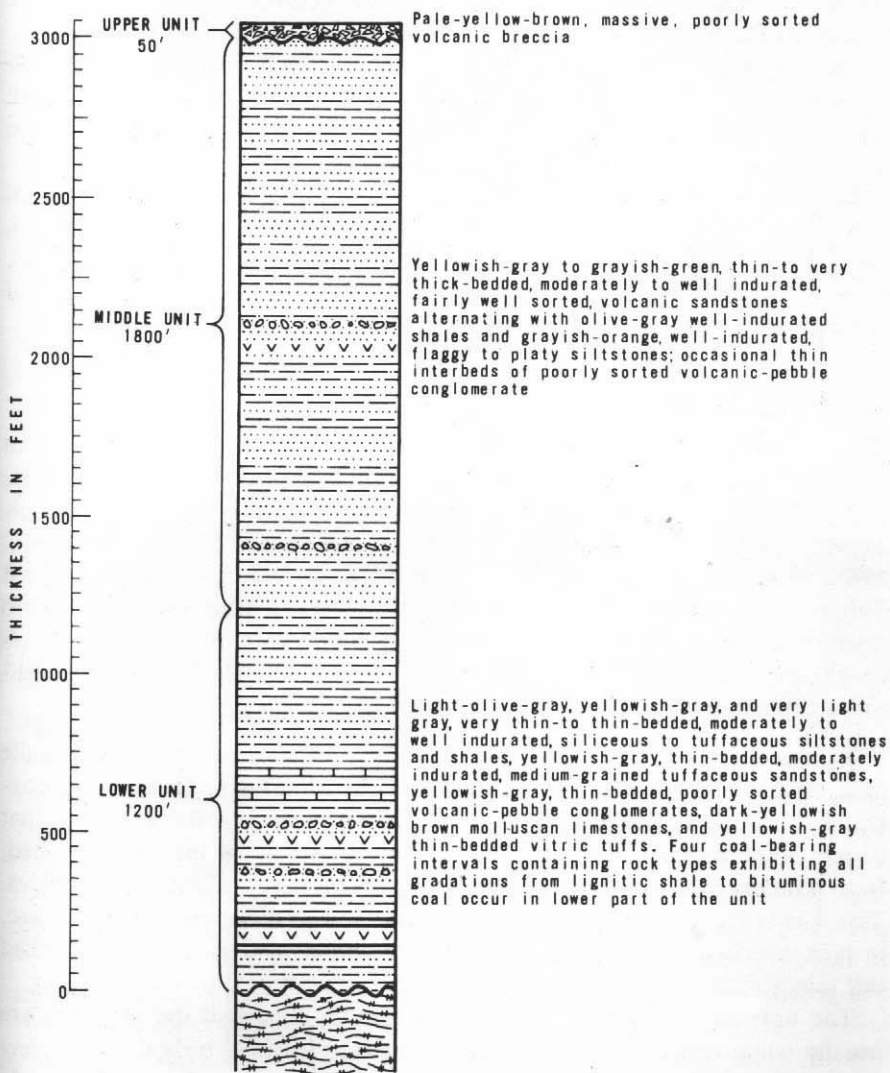 UPPER UNIT
50'
Pale-yellow-brown, massive, poorly sorted
volcanic breccia
3000
2500
Yellowish-gray to grayish-green, thin-to very
thick-bedded, moderately to well indurated,
fairly well sorted, volcanic sandstones
alternating with olive-gray well-indurated
shales and grayish-orange, well-indurated,
flaggy to platy siltstones; occasional thin
interbeds of poorly sorted volcanic-pebble
conglomerate
MIDDLE UNIT
1800'
2000
THICKNESS IN FEET
1500
1000
Light-olive-gray, yellowish-gray, and very light
gray, very thin-to thin-bedded, moderately to
well indurated, siliceous to tuffaceous siltstones
and shales, yellowish-gray, thin-bedded, moderately
indurated, medium-grained tuffaceous sandstones,
yellowish-gray, thin-bedded, poorly sorted
volcanic-pebble conglomerates, dark-yellowish
brown molluscan limestones, and yellowish-gray
thin-bedded vitric tuffs. Four coal-bearing
intervals containing rock types exhibiting all
gradations from lignitic shale to bituminous
coal occur in lower part of the unit
LOWER UNIT
1200'
500
0